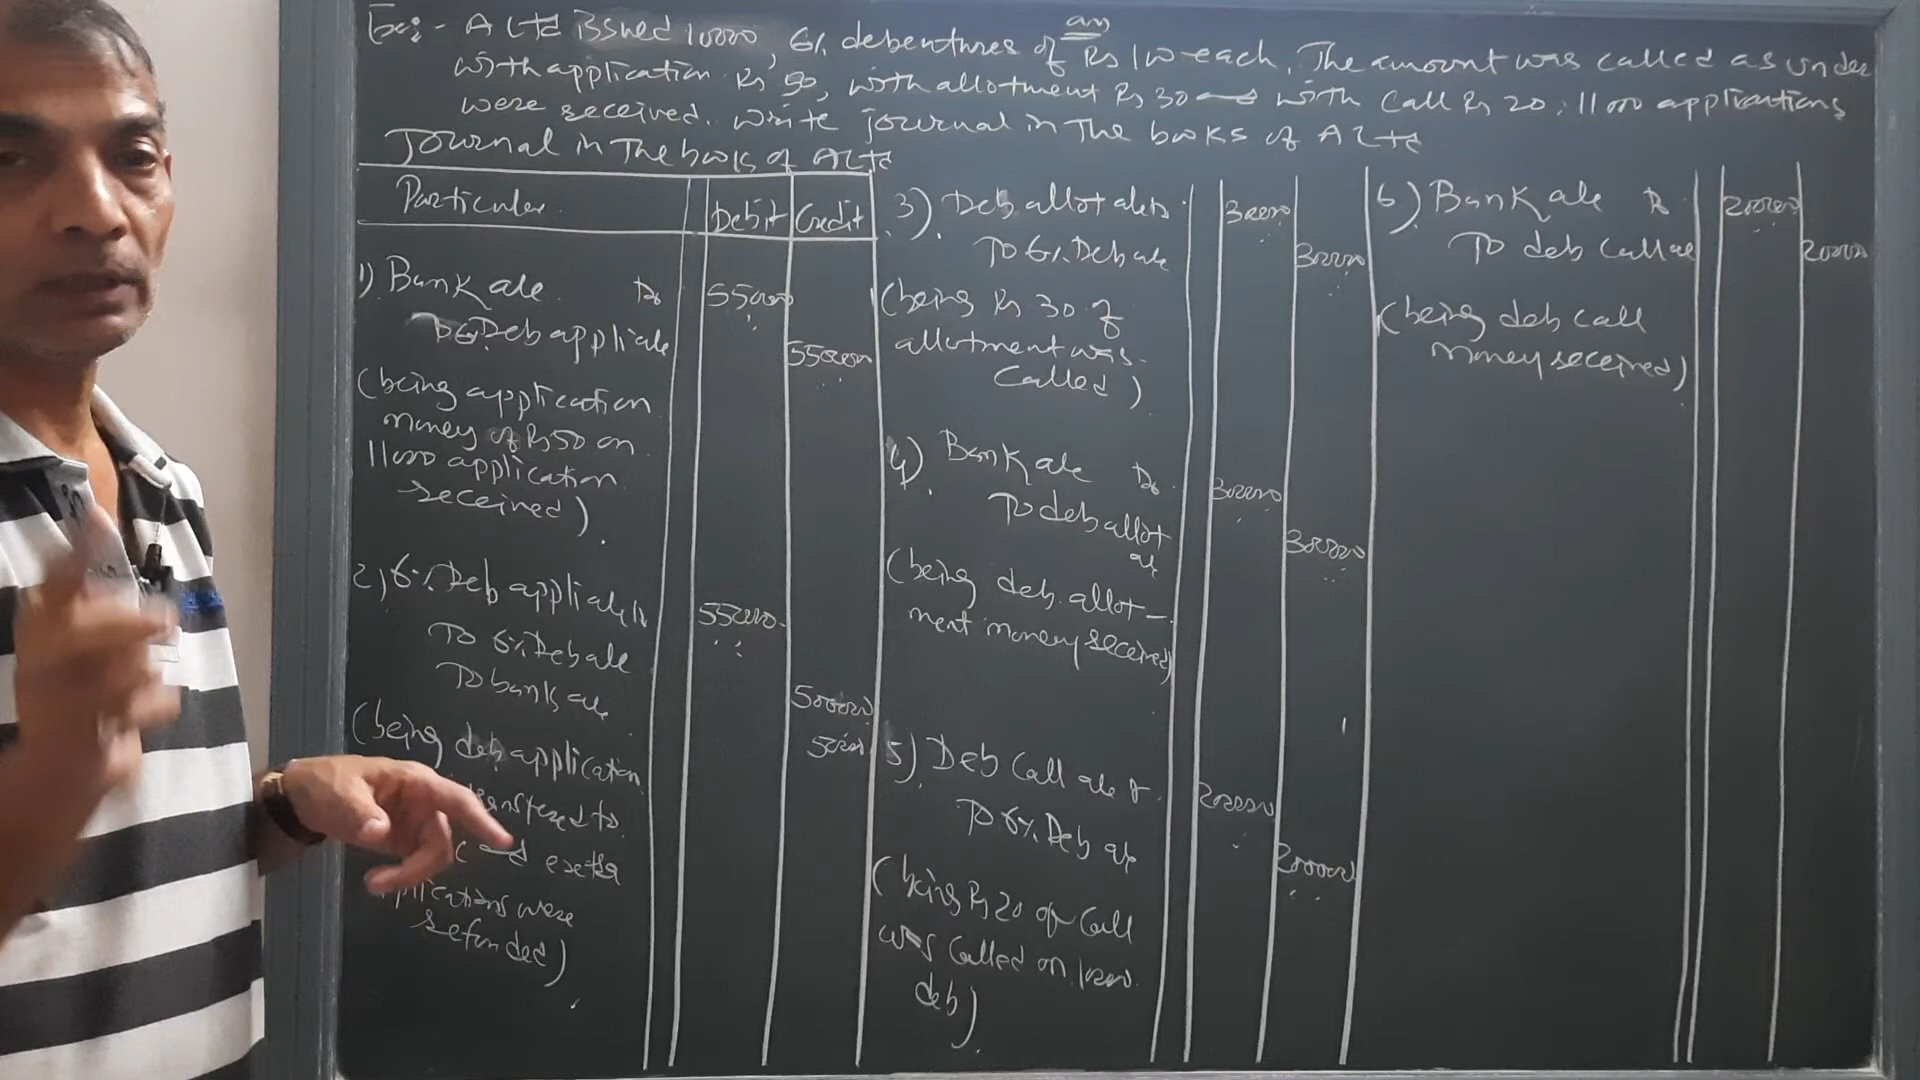 Ex:- A Ltd issued 10000, 6% debentures of Rs 100 each. The amount was called as under
any
with application Rs 50, with allotment Rs 30 and with call Rs 20. 11000 applications
were received. Write journal in the books of A Ltd
Journal in The books of A Ltd
Particular Debit Credit
1) Bank a/c Dr 550000
To 6% Deb appli a/c
550000
(being application
money of Rs 50 on
11000 application
received)
2) 6% Deb appli a/c Dr 550000
To 6% Deb a/c
To bank a/c
500000
50000
(being deb application
to
and
applications were
refunded)
3) Deb allot a/c Dr 300000
To 6% Deb a/c 300000
(being Rs 30 of
allotment was
called)
4) Bank a/c Dr 300000
To deb allot
a/c 300000
(being deb. allot-
ment money received)
5) Deb Call a/c Dr 200000
To 6% Deb a/c
200000
(being Rs 20 of Call
was Called on 10000
deb)
6) Bank a/c Dr 200000
To deb call a/c 200000
(being deb call
money received)